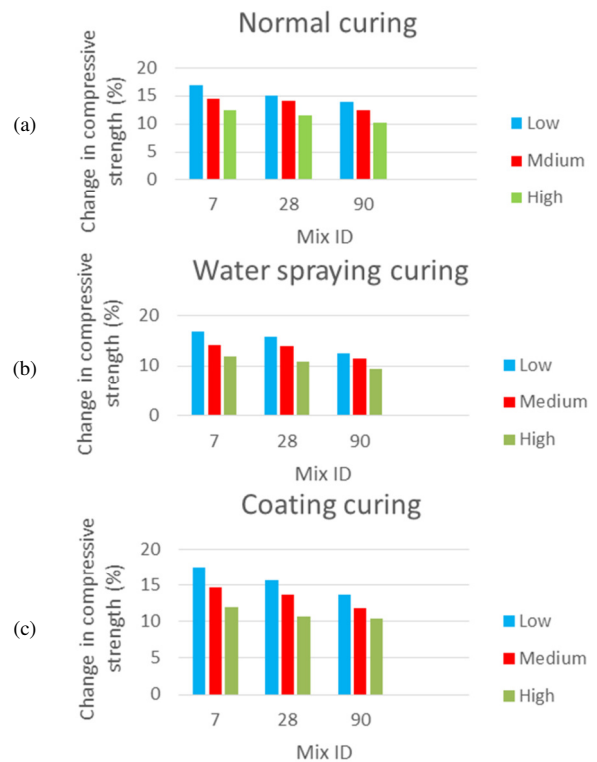 Normal curing
(a)
Change in compressive
strength (%)
20
15
10
5
0
7 28 90
Mix ID
Low
Mdium
High
Water spraying curing
(b)
Change in compressive
strength (%)
20
10
0
7 28 90
Mix ID
Low
Medium
High
Coating curing
(c)
Change in compressive
strength (%)
20
15
10
5
0
7 28 90
Mix ID
Low
Medium
High